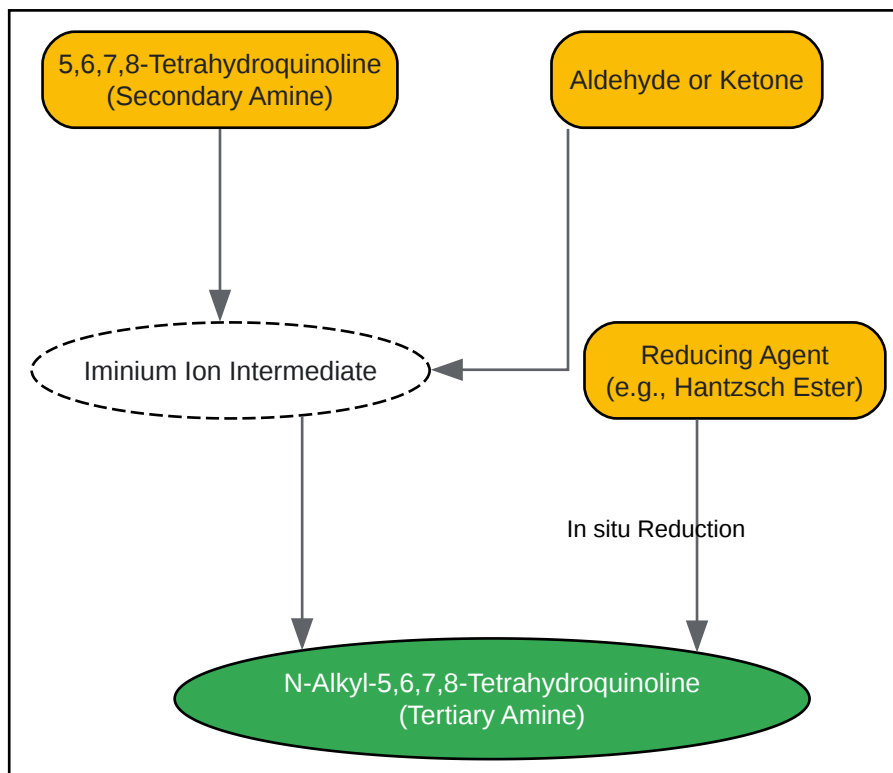 5,6,7,8-Tetrahydroquinoline
(Secondary Amine)
Aldehyde or Ketone
Iminium Ion Intermediate
Reducing Agent
(e.g., Hantzsch Ester)
In situ Reduction
N-Alkyl-5,6,7,8-Tetrahydroquinoline
(Tertiary Amine)